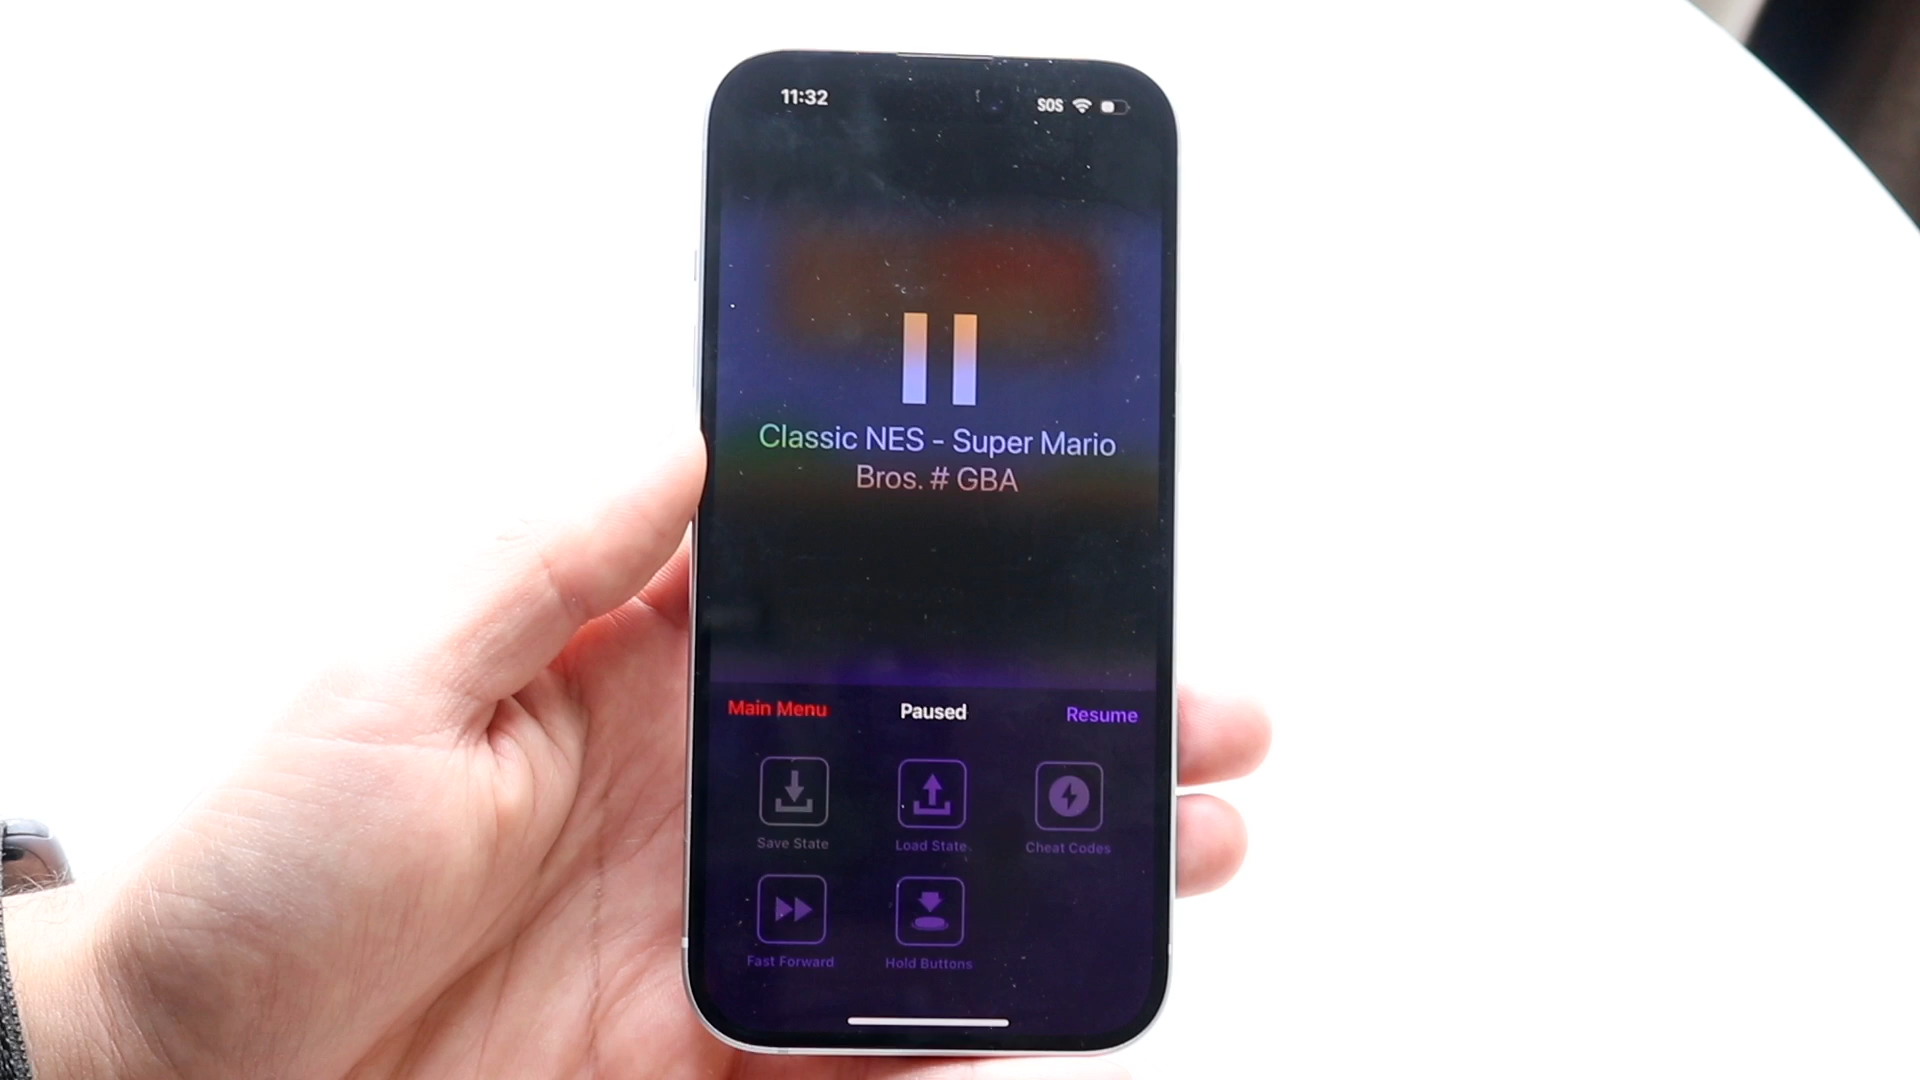 11:32
SOS
Classic NES - Super Mario
Bros. # GBA
Main Menu
Paused
Resume
Save State
Load State
Cheat Codes
Fast Forward
Hold Buttons